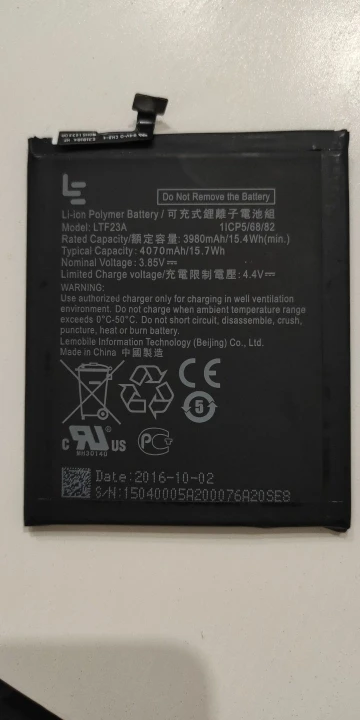 LE
Do Not Remove the Battery
Li-ion Polymer Battery / 可充式鋰離子電池組
Model: LTF23A 1ICP5/68/82
Rated Capacity/額定容量: 3980mAh/15.4Wh(min.)
Typical Capacity: 4070mAh/15.7Wh
Nominal Voltage: 3.85V
Limited Charge voltage/充電限制電壓: 4.4V
WARNING:
Use authorized charger only for charging in well ventilation
environment. Do not charge when ambient temperature range
exceeds 0°C-50°C. Do not short circuit, disassemble, crush,
puncture, heat or burn battery.
Lemobile Information Technology (Beijing) Co., Ltd.
Made in China 中國製造
CE
5
c RU US
MH30140
PC
Date:2016-10-02
S/N:15040005A200076A20SE8